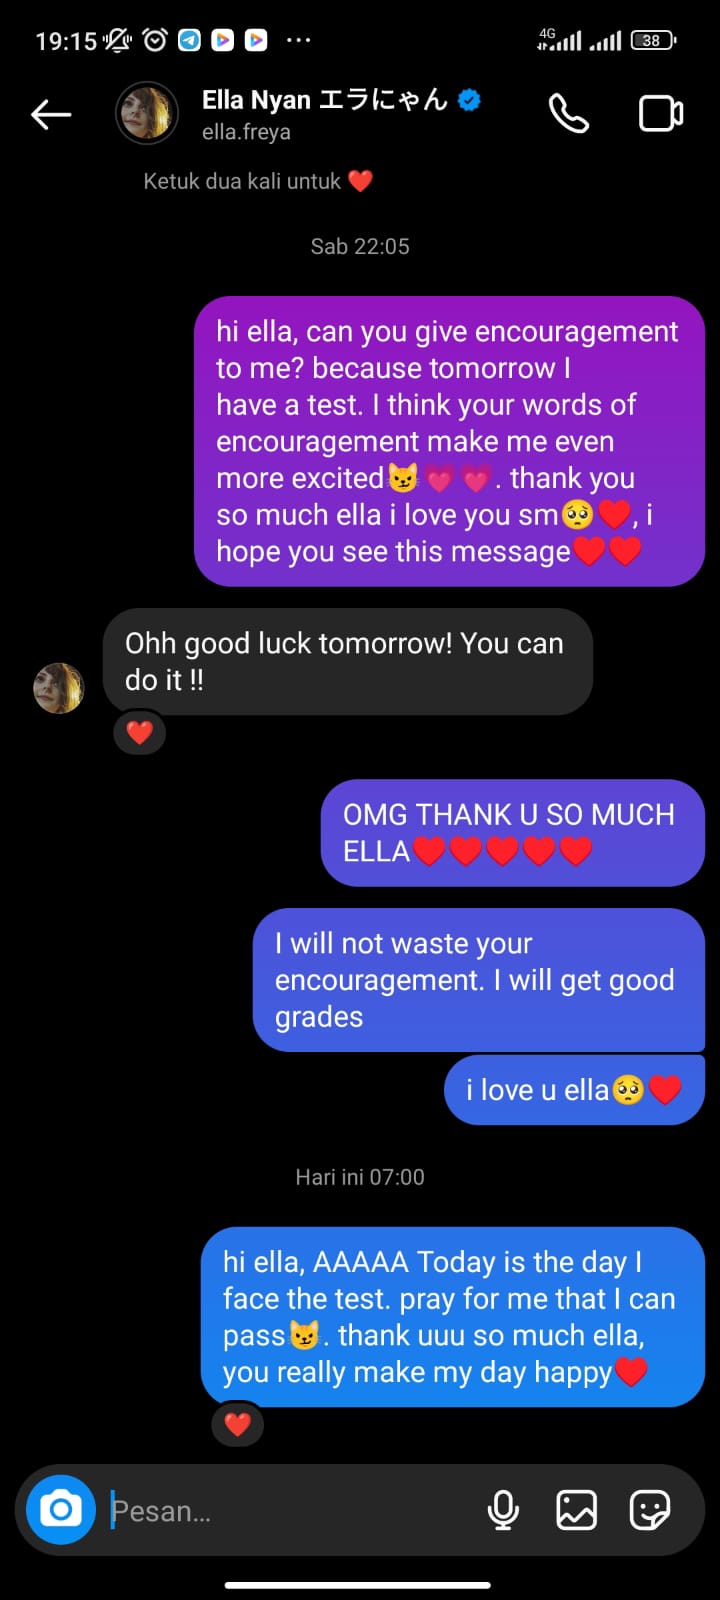 19:15
4G
38
Ella Nyan エラにゃん
ella.freya
Ketuk dua kali untuk ❤️
Sab 22:05
hi ella, can you give encouragement
to me? because tomorrow I
have a test. I think your words of
encouragement make me even
more excited😼💗💗. thank you
so much ella i love you sm🥺❤️, i
hope you see this message❤️❤️
Ohh good luck tomorrow! You can
do it !!
❤️
OMG THANK U SO MUCH
ELLA❤️❤️❤️❤️❤️
I will not waste your
encouragement. I will get good
grades
i love u ella🥺❤️
Hari ini 07:00
hi ella, AAAAA Today is the day I
face the test. pray for me that I can
pass😼. thank uuu so much ella,
you really make my day happy❤️
❤️
Pesan...